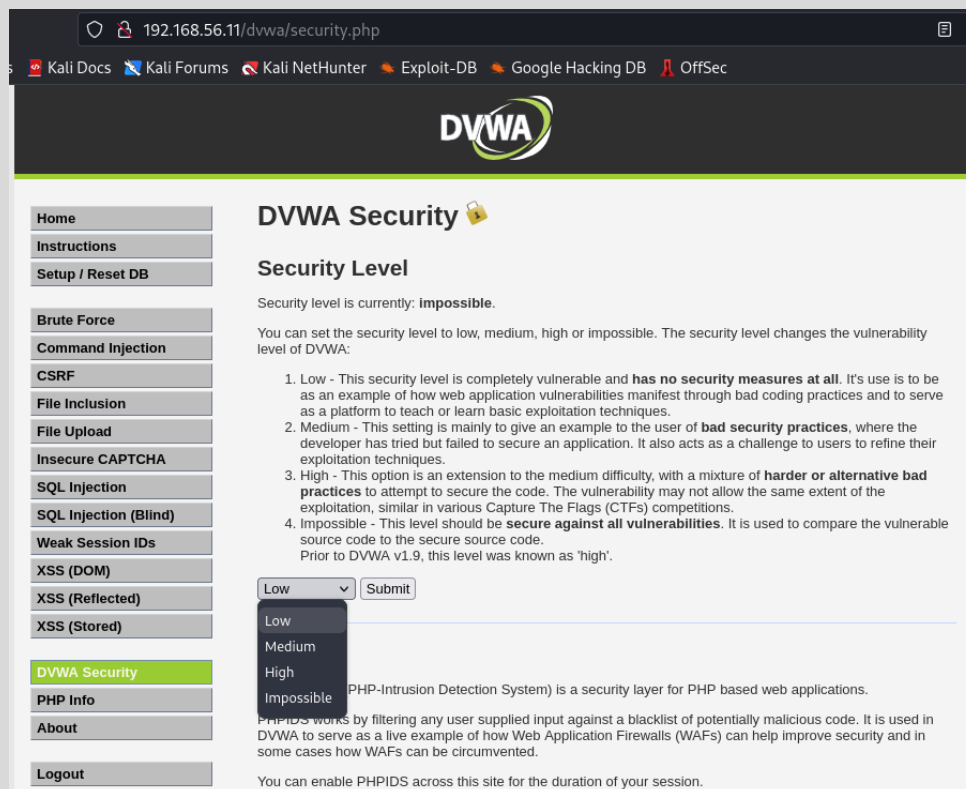 192.168.56.11/dvwa/security.php
s Kali Docs Kali Forums Kali NetHunter Exploit-DB Google Hacking DB OffSec
DVWA
Home
Instructions
Setup / Reset DB
Brute Force
Command Injection
CSRF
File Inclusion
File Upload
Insecure CAPTCHA
SQL Injection
SQL Injection (Blind)
Weak Session IDs
XSS (DOM)
XSS (Reflected)
XSS (Stored)
DVWA Security
PHP Info
About
Logout
DVWA Security
Security Level
Security level is currently: impossible.
You can set the security level to low, medium, high or impossible. The security level changes the vulnerability
level of DVWA:
1. Low - This security level is completely vulnerable and has no security measures at all. It's use is to be
as an example of how web application vulnerabilities manifest through bad coding practices and to serve
as a platform to teach or learn basic exploitation techniques.
2. Medium - This setting is mainly to give an example to the user of bad security practices, where the
developer has tried but failed to secure an application. It also acts as a challenge to users to refine their
exploitation techniques.
3. High - This option is an extension to the medium difficulty, with a mixture of harder or alternative bad
practices to attempt to secure the code. The vulnerability may not allow the same extent of the
exploitation, similar in various Capture The Flags (CTFs) competitions.
4. Impossible - This level should be secure against all vulnerabilities. It is used to compare the vulnerable
source code to the secure source code.
Prior to DVWA v1.9, this level was known as 'high'.
Low Submit
Low
Medium
High
Impossible
PHP-Intrusion Detection System) is a security layer for PHP based web applications.
PHPIDS works by filtering any user supplied input against a blacklist of potentially malicious code. It is used in
DVWA to serve as a live example of how Web Application Firewalls (WAFs) can help improve security and in
some cases how WAFs can be circumvented.
You can enable PHPIDS across this site for the duration of your session.